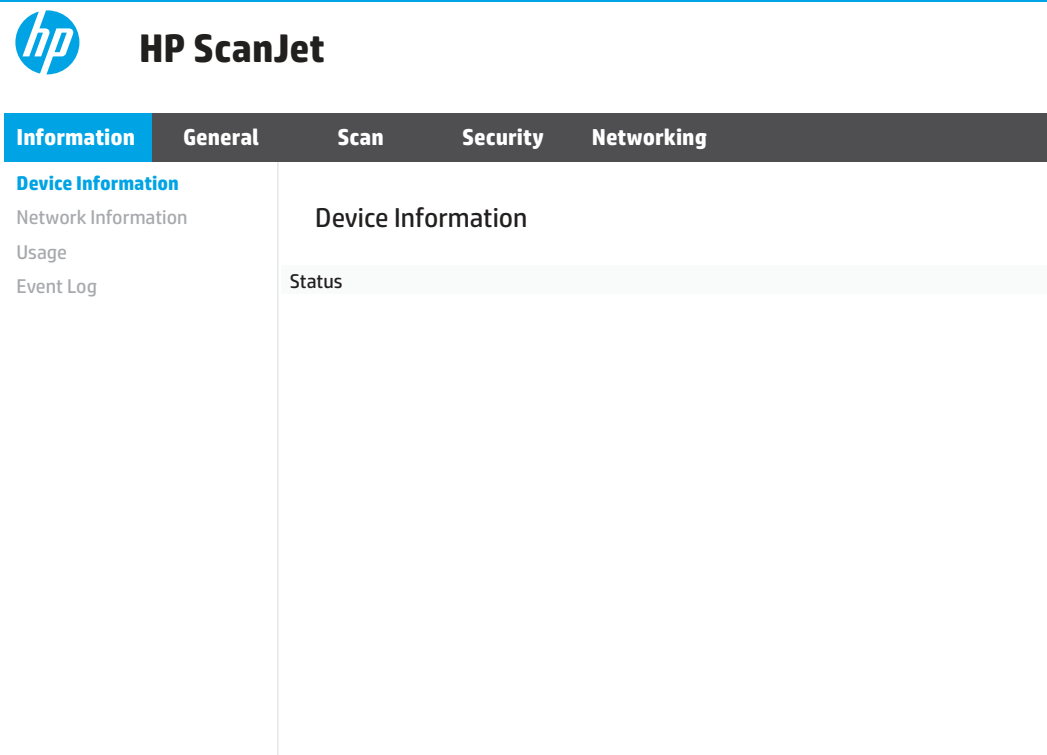 hp
HP ScanJet
Information General Scan Security Networking
Device Information
Network Information
Usage
Event Log
Device Information
Status